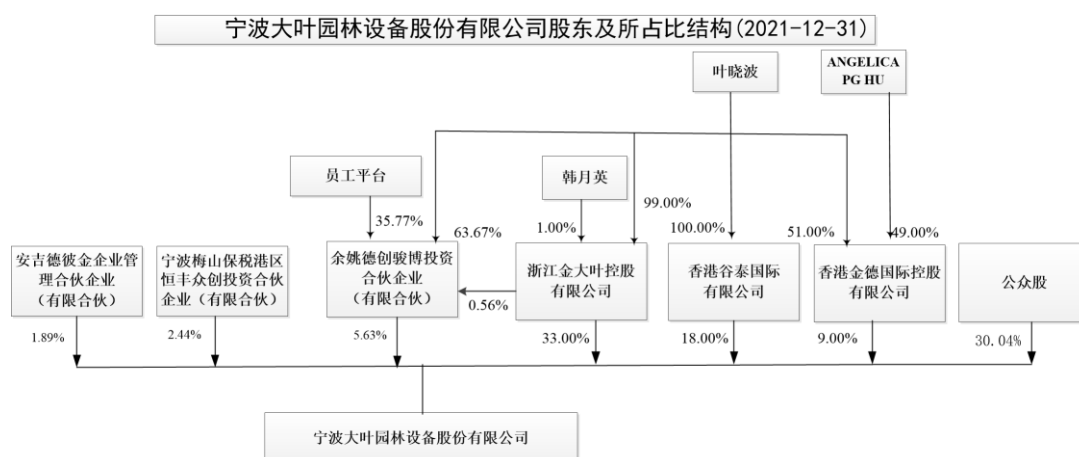 宁波大叶园林设备股份有限公司股东及所占比结构(2021-12-31)
叶晓波
ANGELICA
PG HU
员工平台
韩月英
35.77%
63.67%
1.00%
99.00%
100.00%
51.00%
49.00%
安吉德彼金企业管
理合伙企业
（有限合伙）
宁波梅山保税港区
恒丰众创投资合伙
企业（有限合伙）
余姚德创骏博投资
合伙企业
（有限合伙）
0.56%
浙江金大叶控股
有限公司
香港谷泰国际
有限公司
香港金德国际控股
有限公司
公众股
1.89%
2.44%
5.63%
33.00%
18.00%
9.00%
30.04%
宁波大叶园林设备股份有限公司